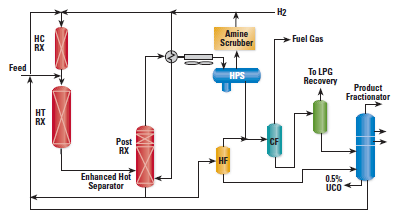 H2
HC
RX
Amine
Scrubber
Fuel Gas
Feed
HPS
To LPG
Recovery
Product
Fractionator
HT
RX
Post
RX
CF
HF
Enhanced Hot
Separator
0.5%
UCO